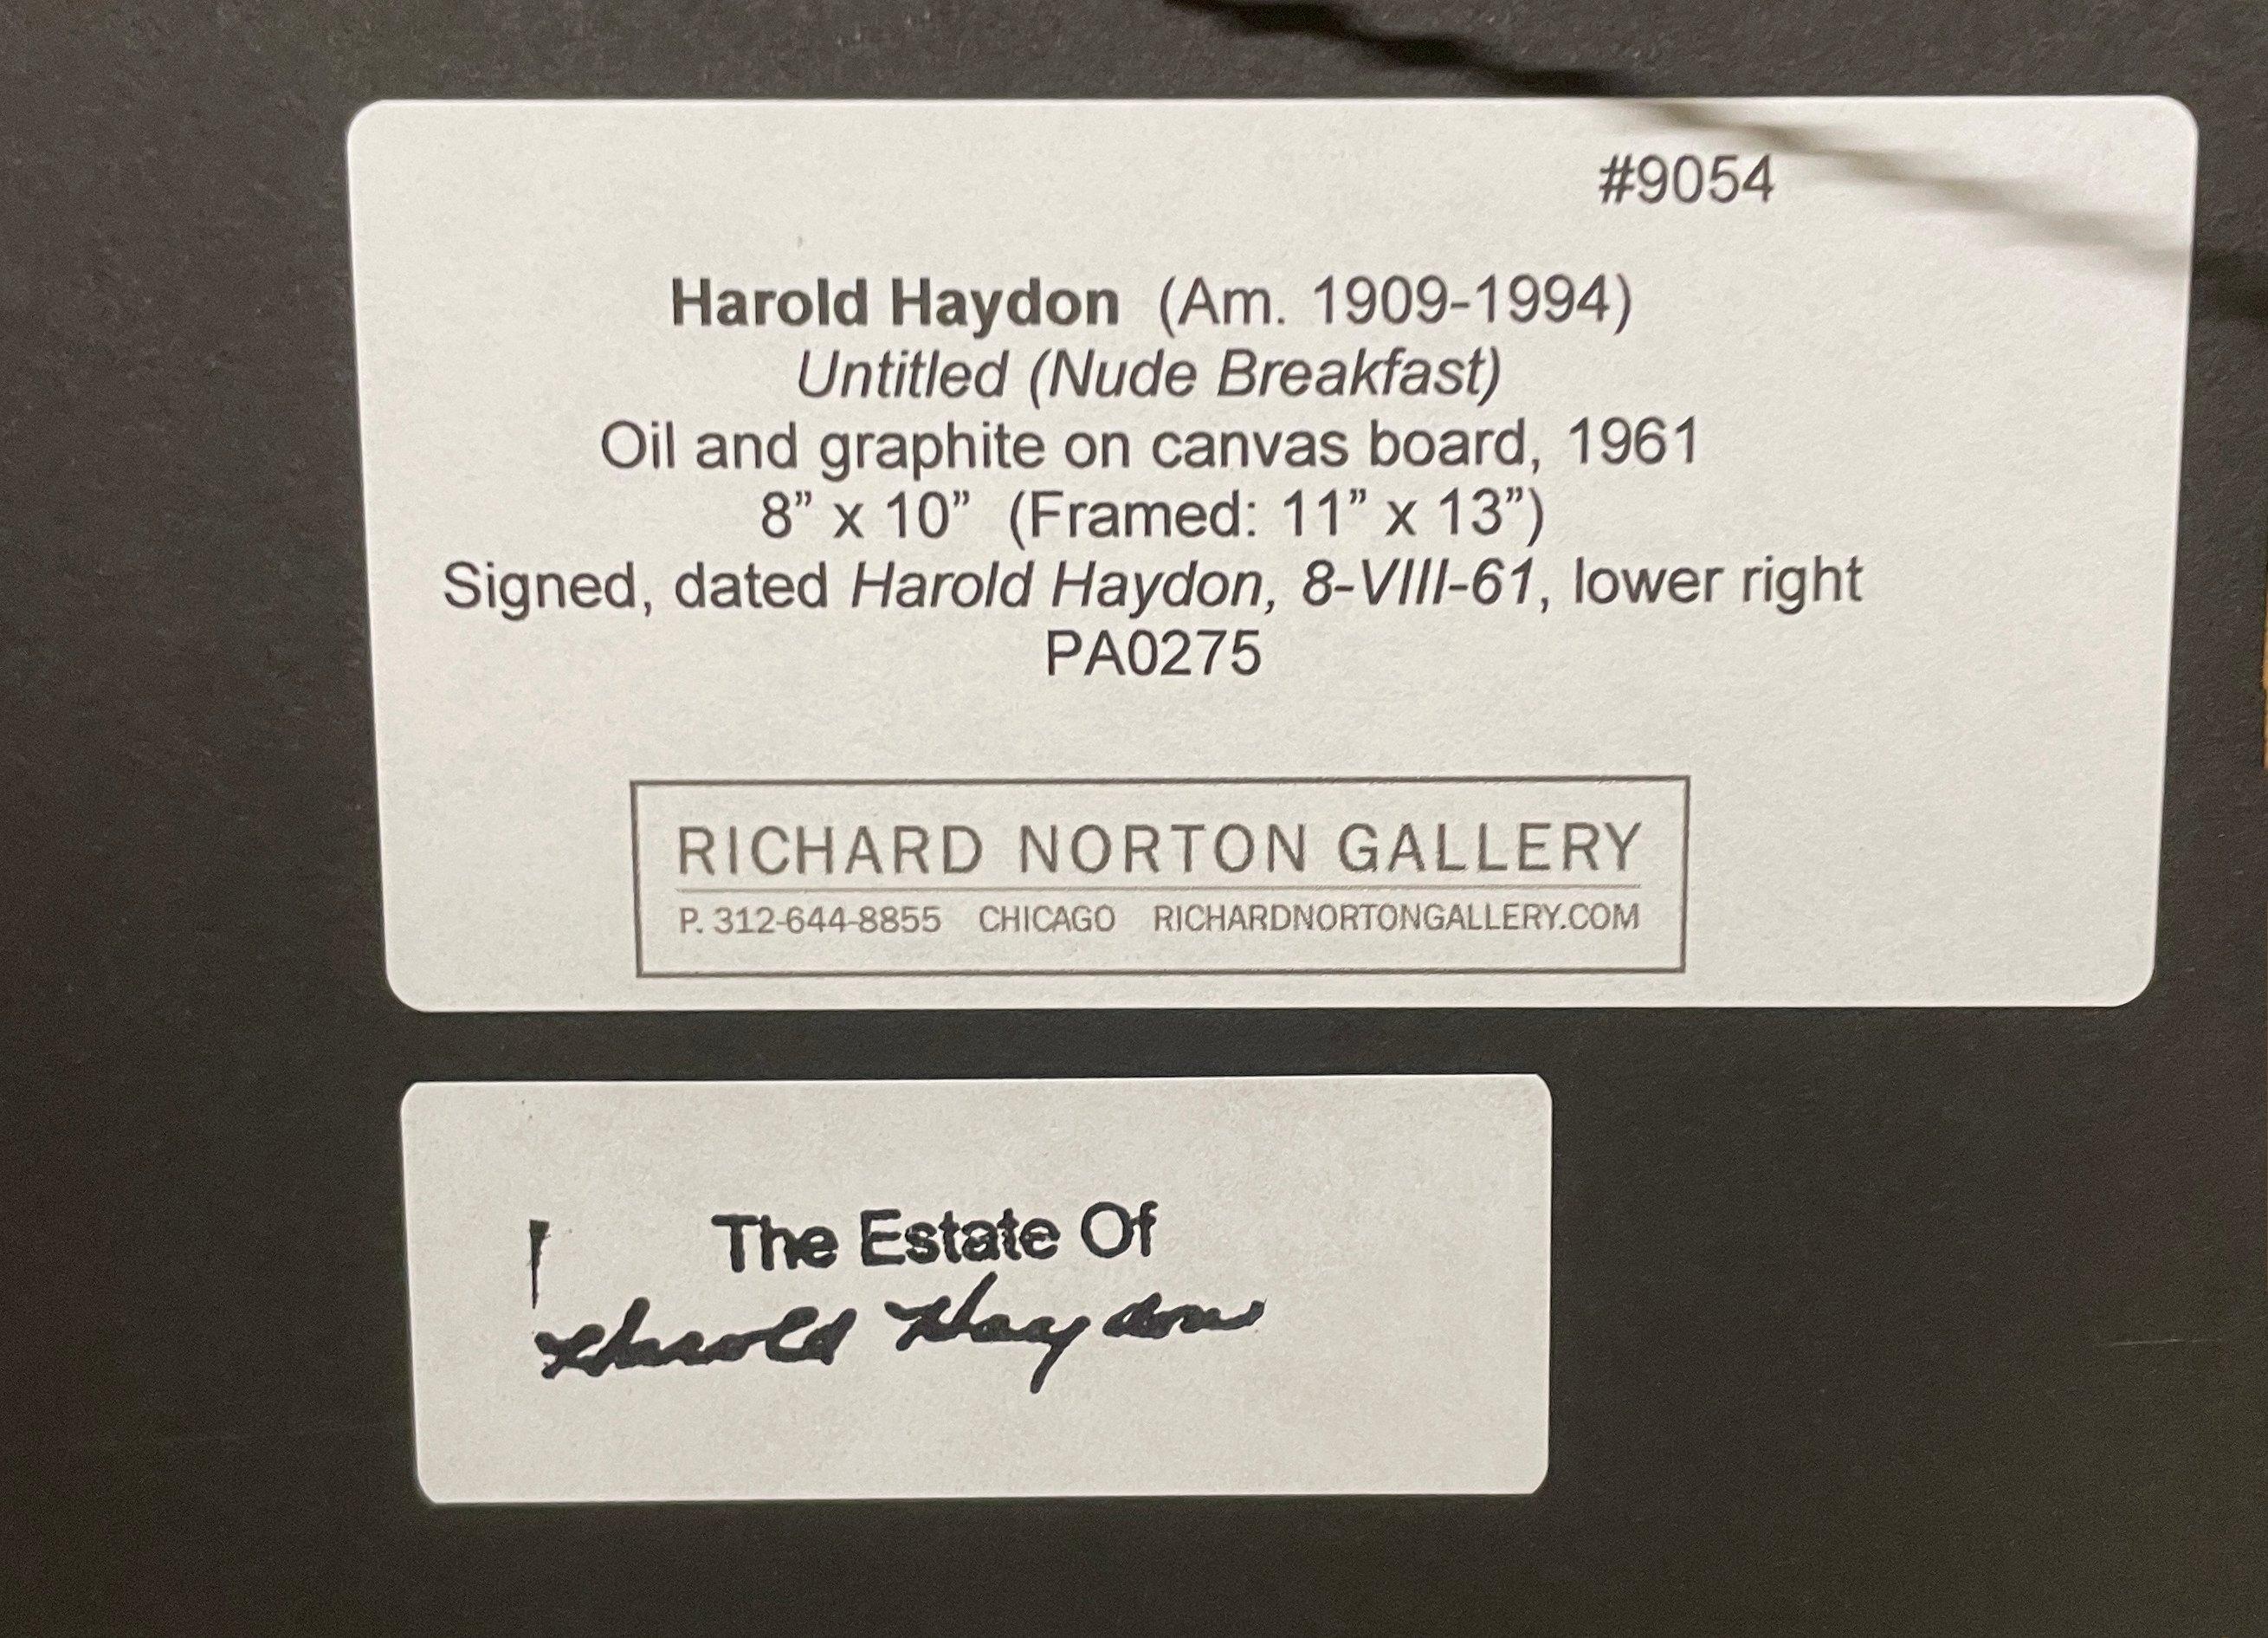 #9054
Harold Haydon (Am. 1909-1994)
Untitled (Nude Breakfast)
Oil and graphite on canvas board, 1961
8” x 10” (Framed: 11” x 13”)
Signed, dated Harold Haydon, 8-VIII-61, lower right
PA0275
RICHARD NORTON GALLERY
P. 312-644-8855 CHICAGO RICHARDNORTONGALLERY.COM
The Estate Of
Harold Haydon